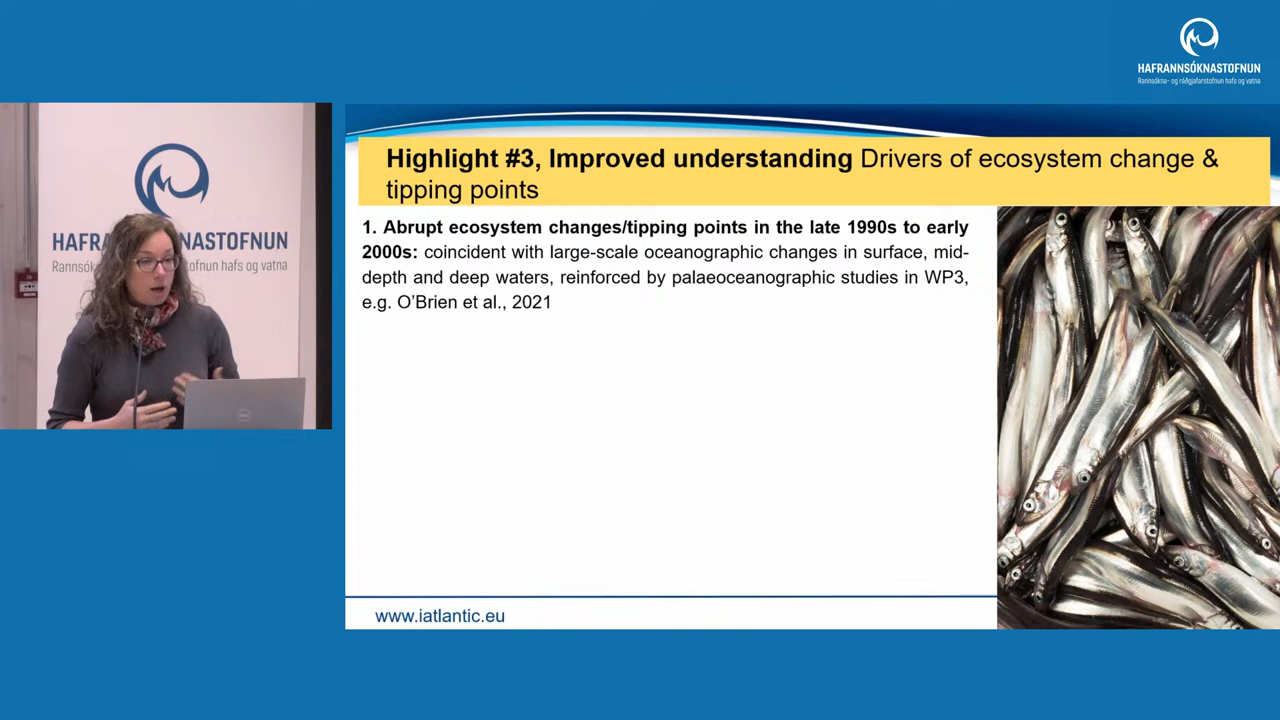 HAFRANNSÓKNASTOFNUN
Rannsókna- og ráðgjafarstofnun hafs og vatna
HAFRA NASTOFNUN
Rannsó ofnun hafs og vatna
Highlight #3, Improved understanding Drivers of ecosystem change &
tipping points
1. Abrupt ecosystem changes/tipping points in the late 1990s to early
2000s: coincident with large-scale oceanographic changes in surface, mid-
depth and deep waters, reinforced by palaeoceanographic studies in WP3,
e.g. O'Brien et al., 2021
www.iatlantic.eu
DELL